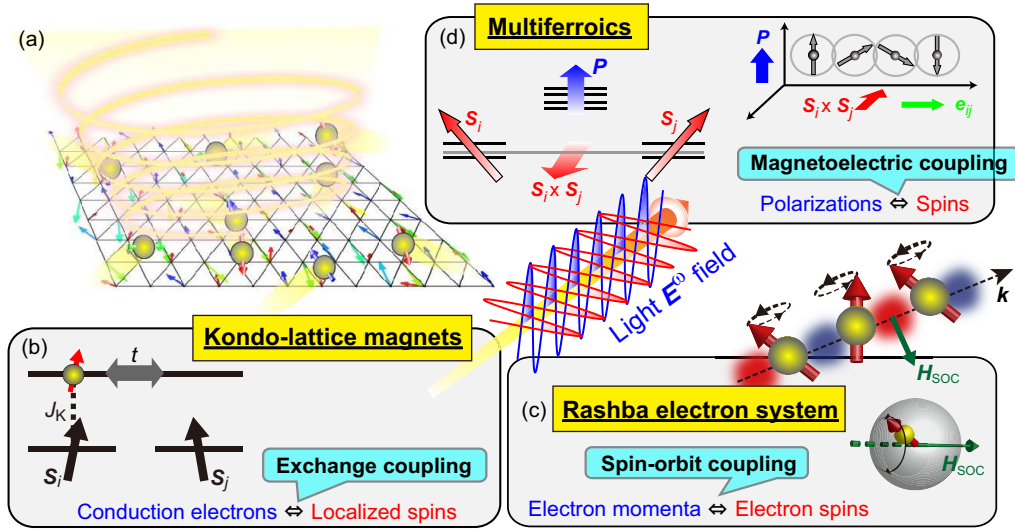 (a)
(d)
Multiferroics
P
S_i
S_j
S_i x S_j
P
S_i x S_j
e_ij
Magnetoelectric coupling
Polarizations ⇔ Spins
Light E^ω field
(b)
Kondo-lattice magnets
t
J_K
S_i
S_j
Exchange coupling
Conduction electrons ⇔ Localized spins
k
H_SOC
(c)
Rashba electron system
H_SOC
Spin-orbit coupling
Electron momenta ⇔ Electron spins